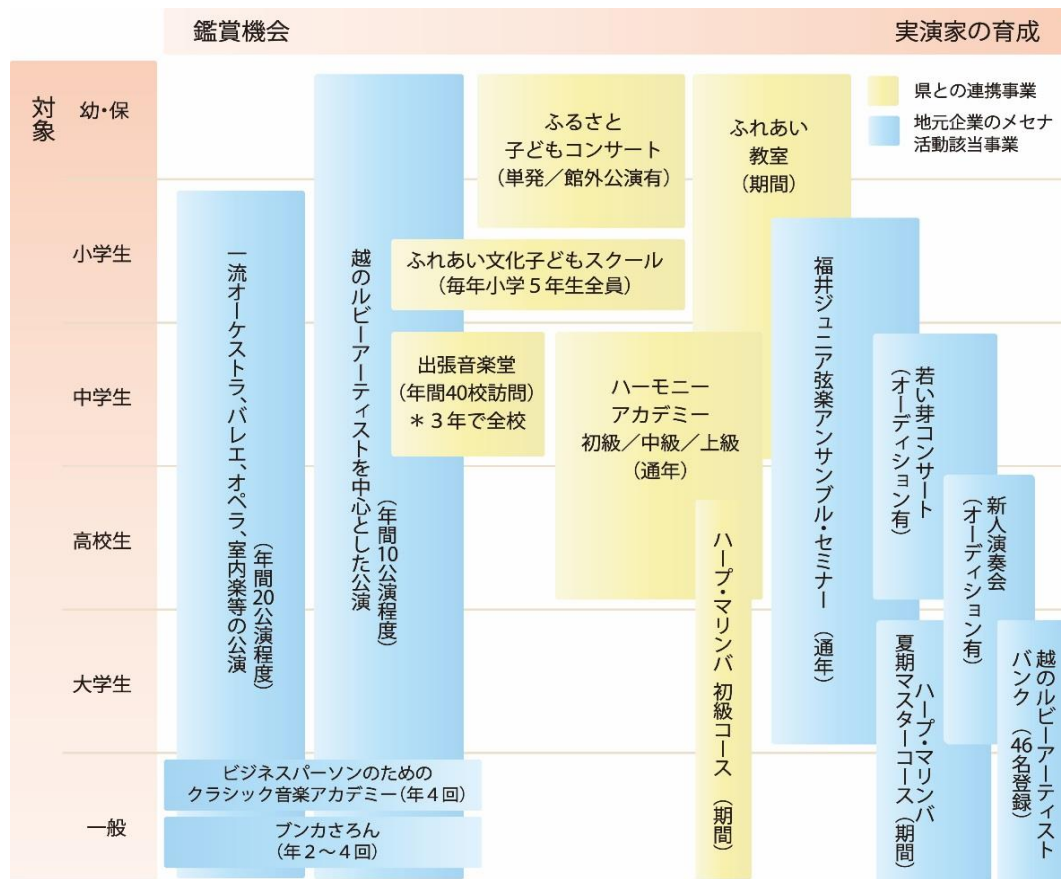 鑑賞機会
実演家の育成
対象
幼・保
小学生
中学生
高校生
大学生
一般
県との連携事業
地元企業のメセナ
活動該当事業
一流オーケストラ、バレエ、オペラ、室内楽等の公演
(年間20公演程度)
越のルビーアーティストを中心とした公演
(年間10公演程度)
ふるさと
子どもコンサート
(単発／館外公演有)
ふれあい
教室
(期間)
ふれあい文化子どもスクール
(毎年小学5年生全員)
出張音楽堂
(年間40校訪問)
＊3年で全校
ハーモニー
アカデミー
初級／中級／上級
(通年)
ハープ・マリンバ 初級コース (期間)
福井ジュニア弦楽アンサンブル・セミナー (通年)
若い芽コンサート
(オーディション有)
新人演奏会
(オーディション有)
ハープ・マリンバ
夏期マスターコース (期間)
越のルビーアーティスト
バンク (46名登録)
ビジネスパーソンのための
クラシック音楽アカデミー(年4回)
ブンカさろん
(年2〜4回)